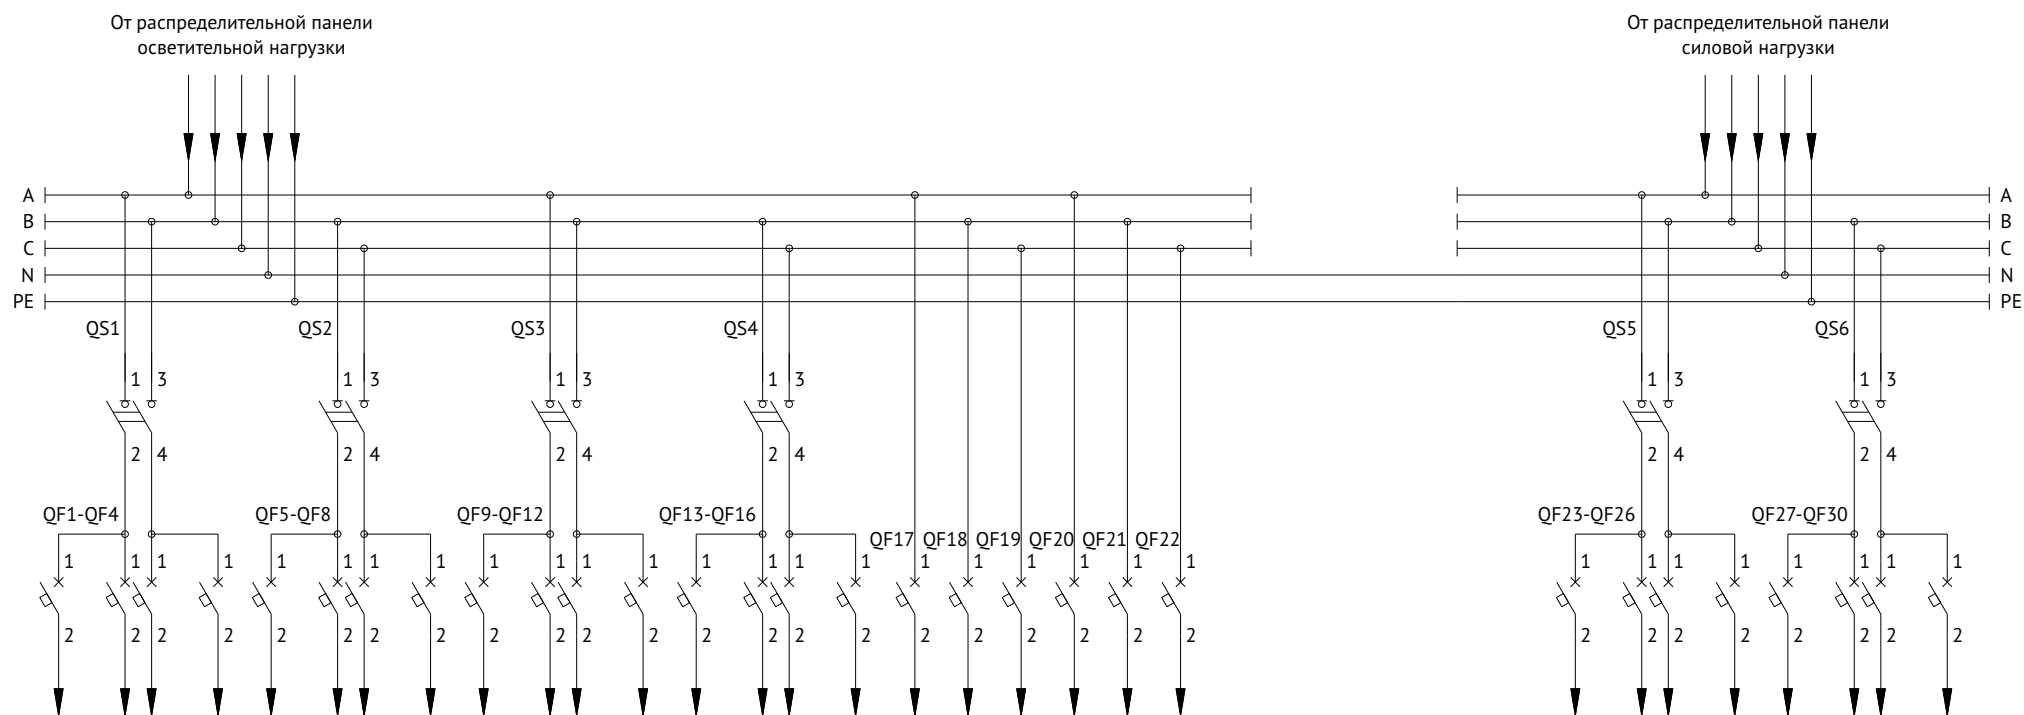 От распределительной панели
осветительной нагрузки
От распределительной панели
силовой нагрузки
A A
B B
C C
N N
PE PE
QS1 QS2 QS3 QS4 QS5 QS6
1 3 1 3 1 3 1 3 1 3 1 3
2 4 2 4 2 4 2 4 2 4 2 4
QF1-QF4 QF5-QF8 QF9-QF12 QF13-QF16 QF23-QF26 QF27-QF30
QF17 QF18 QF19 QF20 QF21 QF22
1 1 1 1 1 1 1 1 1 1 1 1 1 1 1 1 1 1 1 1 1 1 1 1 1 1 1 1 1 1
2 2 2 2 2 2 2 2 2 2 2 2 2 2 2 2 2 2 2 2 2 2 2 2 2 2 2 2 2 2